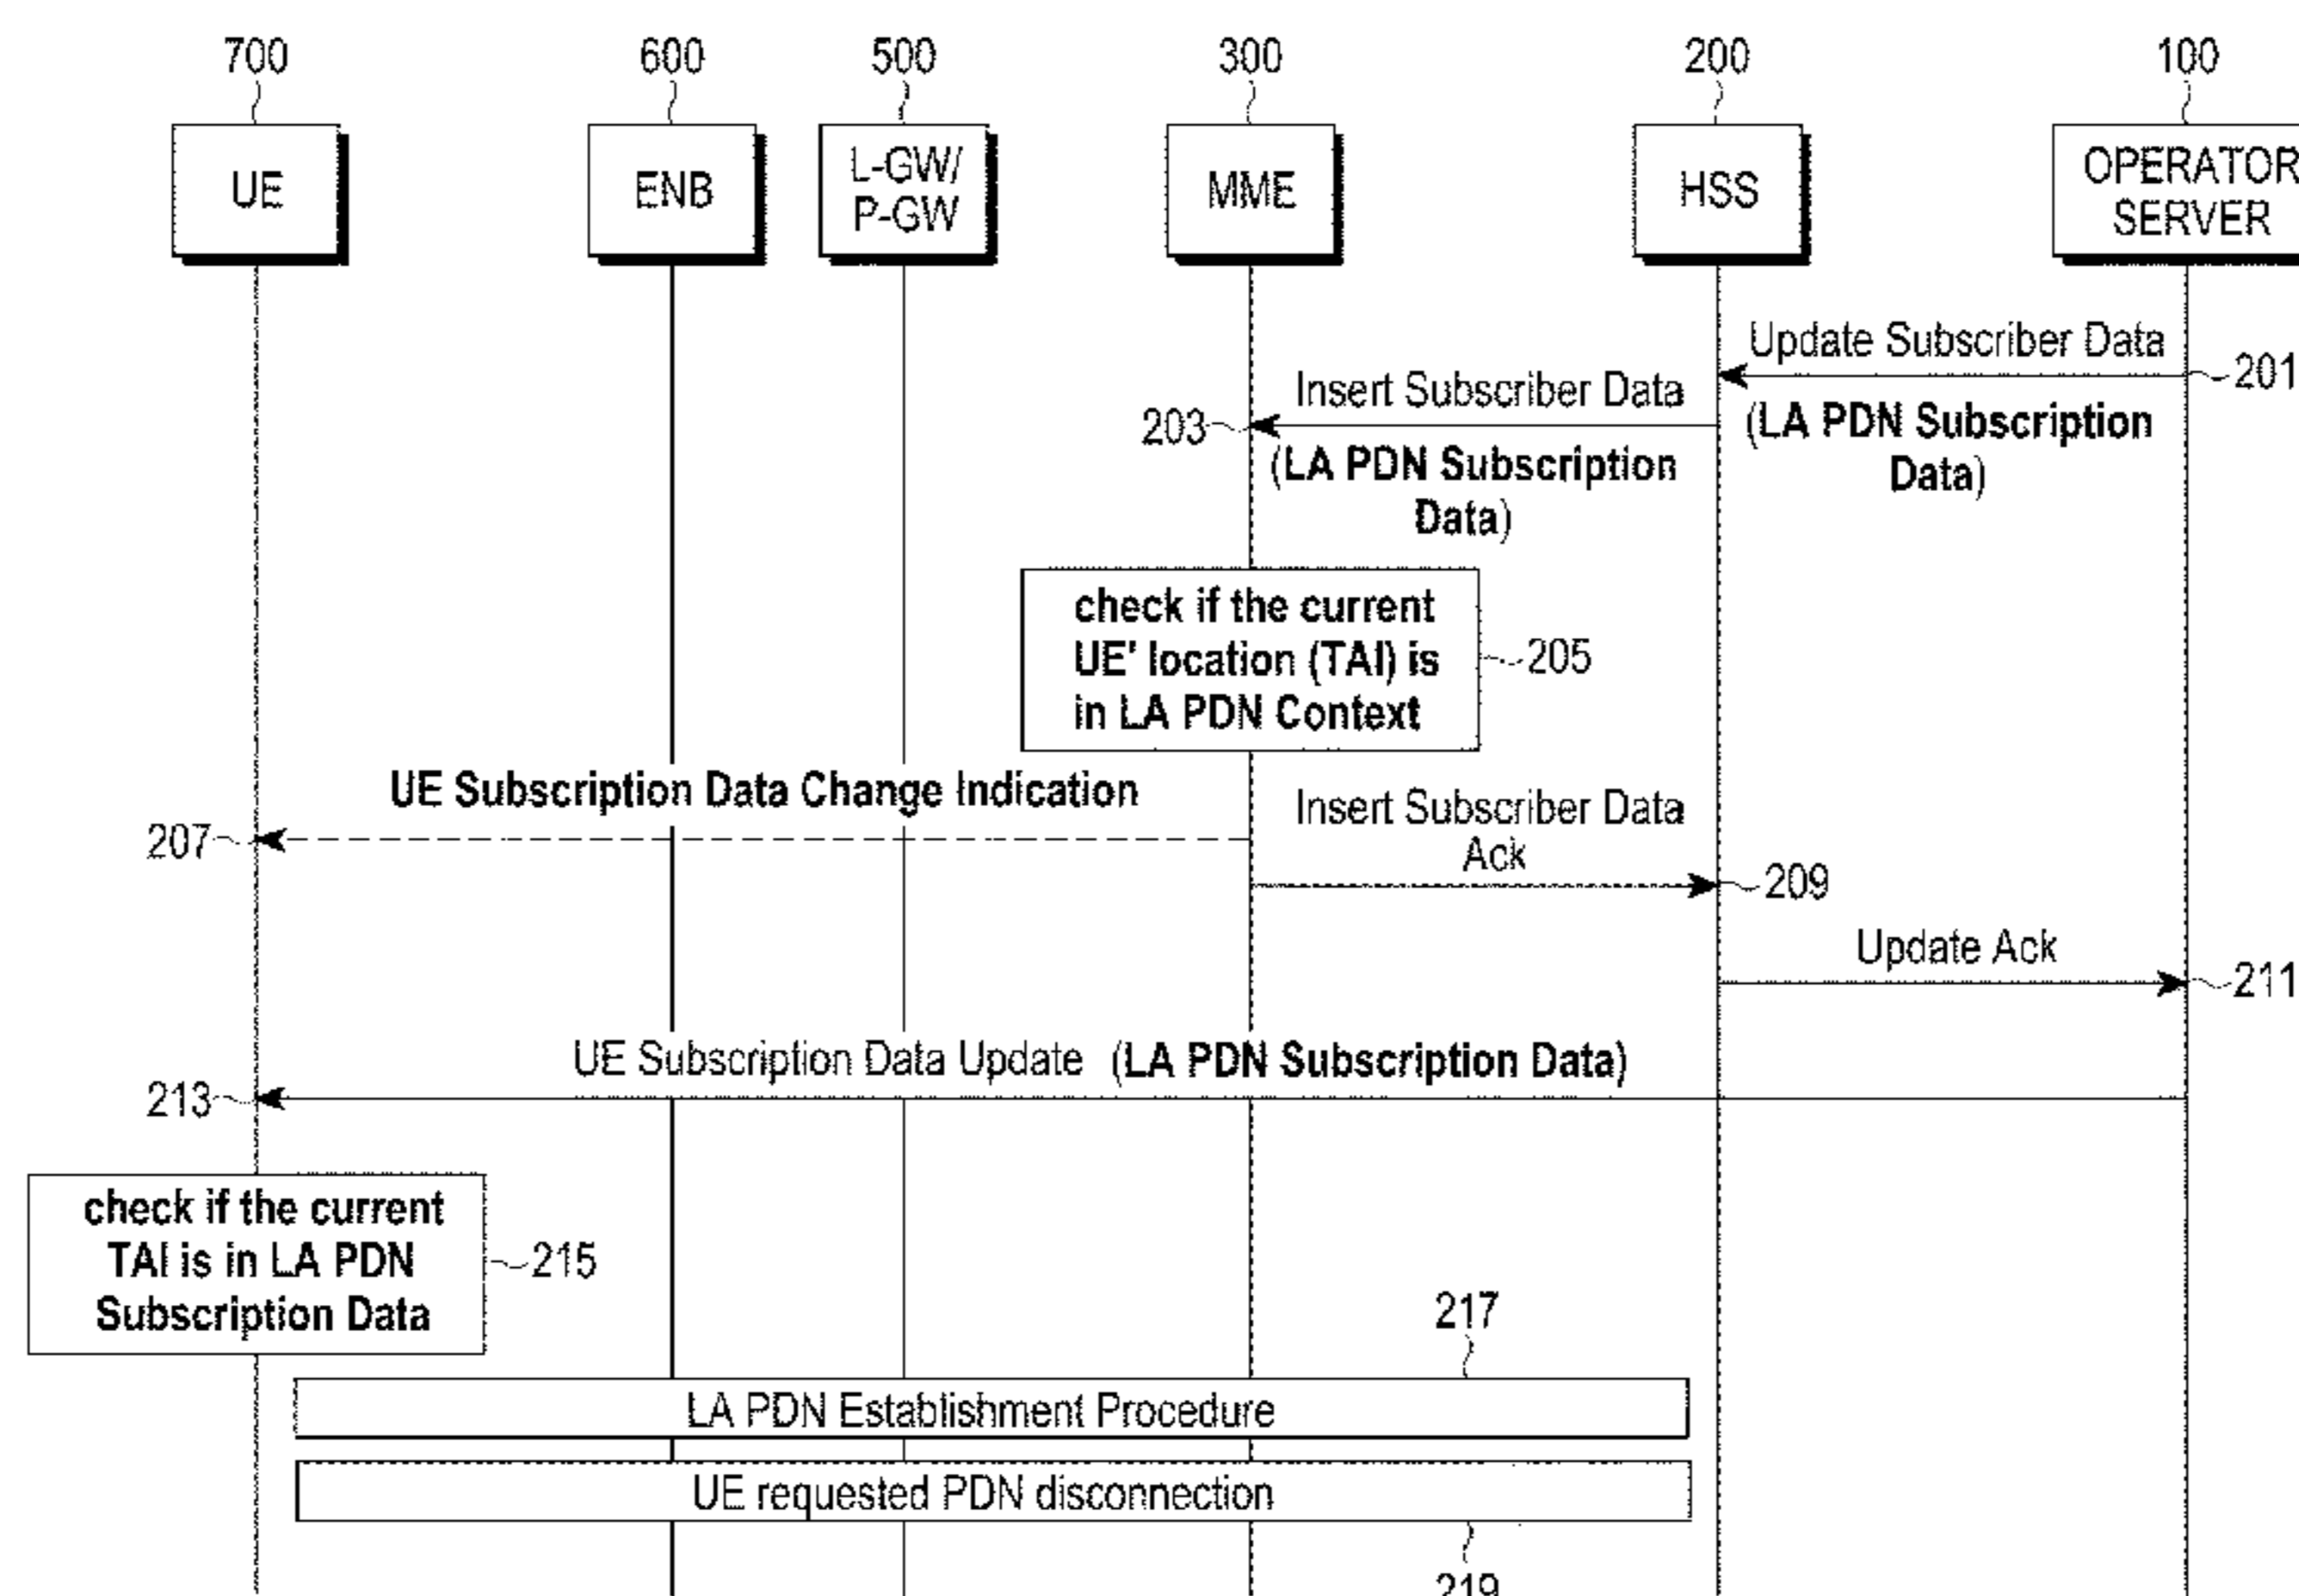 700
600
500
300
200
100
UE
ENB
L-GW/
P-GW
MME
HSS
OPERATOR
SERVER
Update Subscriber Data
201
(LA PDN Subscription
Data)
Insert Subscriber Data
203
(LA PDN Subscription
Data)
check if the current
UE' location (TAI) is
in LA PDN Context
205
UE Subscription Data Change Indication
207
Insert Subscriber Data
Ack
209
Update Ack
211
UE Subscription Data Update (LA PDN Subscription Data)
213
check if the current
TAI is in LA PDN
Subscription Data
215
217
LA PDN Establishment Procedure
UE requested PDN disconnection
219